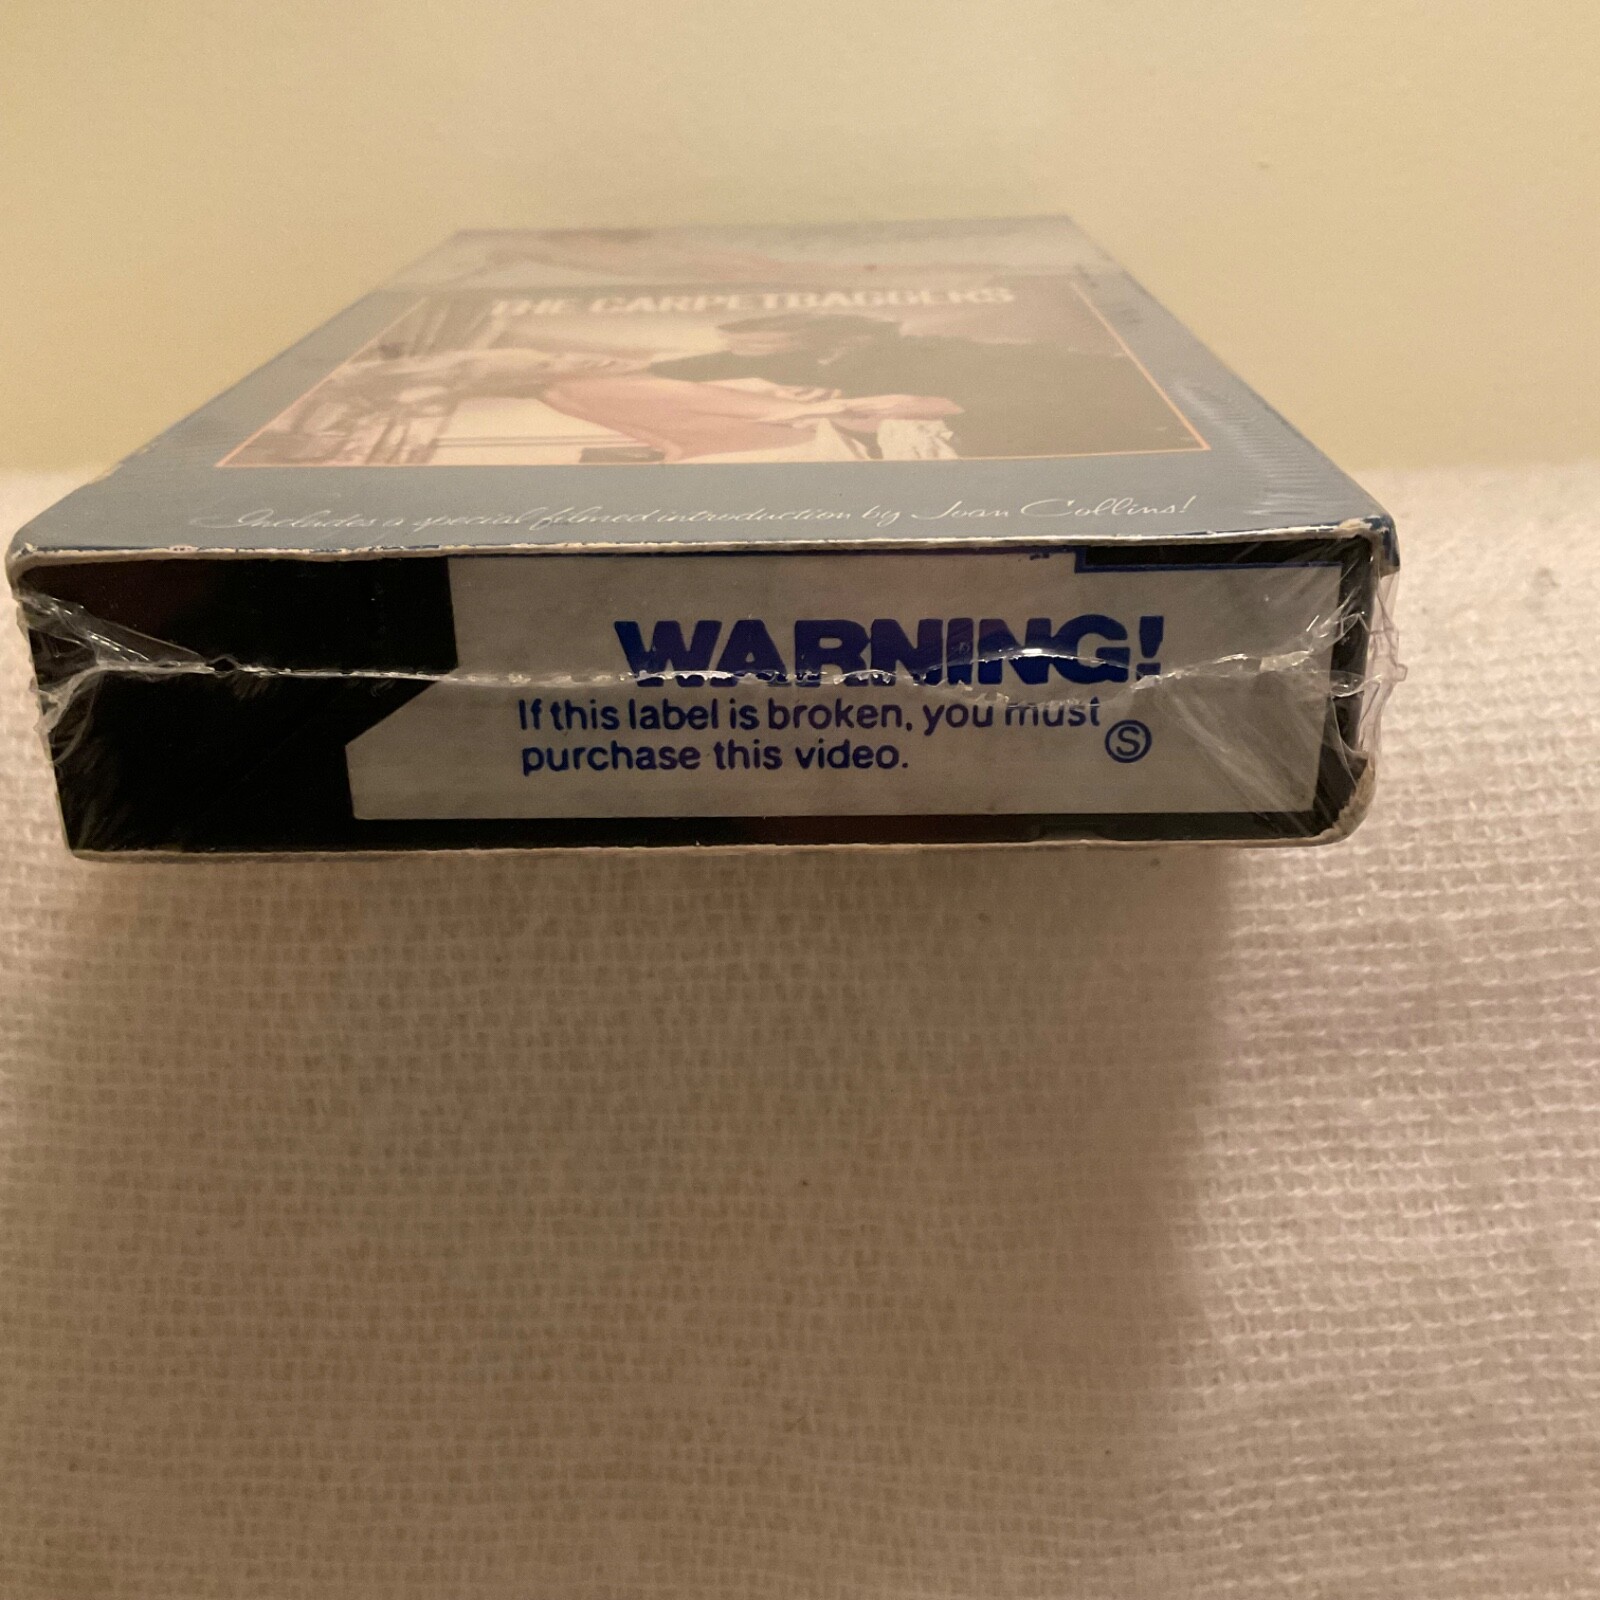 THE CARPETBAGGERS
Includes a special filmed introduction by Joan Collins!
WARNING!
If this label is broken, you must
purchase this video.
S